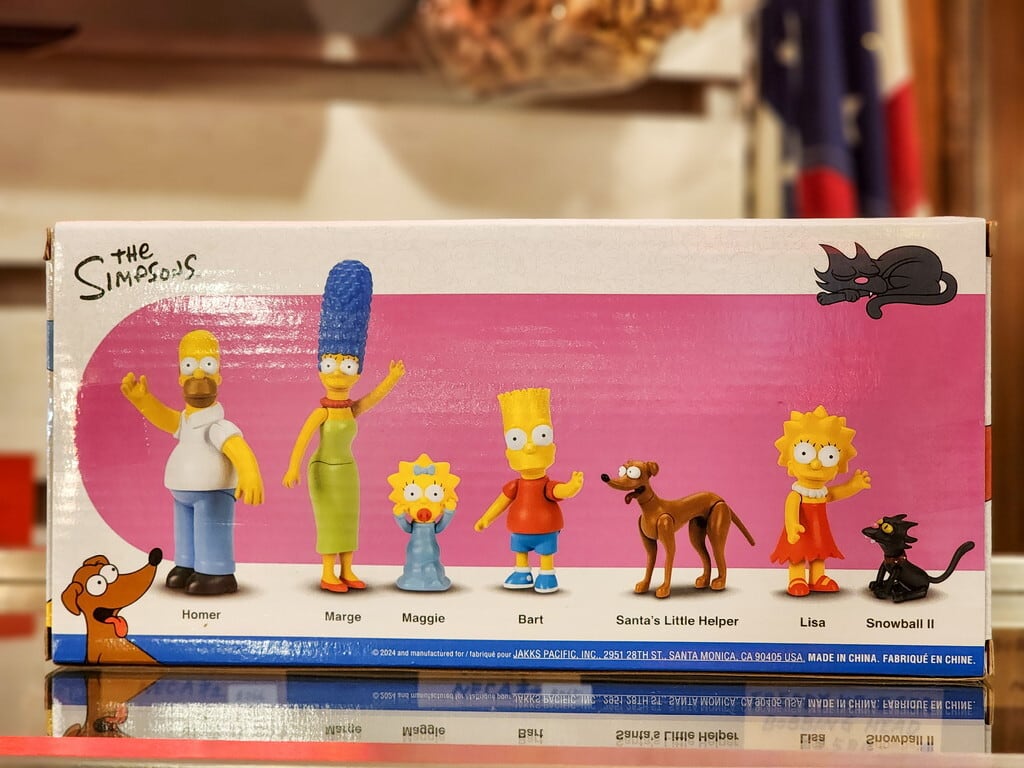 THE
SIMPSONS
Homer
Marge
Maggie
Bart
Santa's Little Helper
Lisa
Snowball II
© 2024 and manufactured for / fabriqué pour JAKKS PACIFIC, INC., 2951 28TH ST., SANTA MONICA, CA 90405 USA. MADE IN CHINA. FABRIQUÉ EN CHINE.